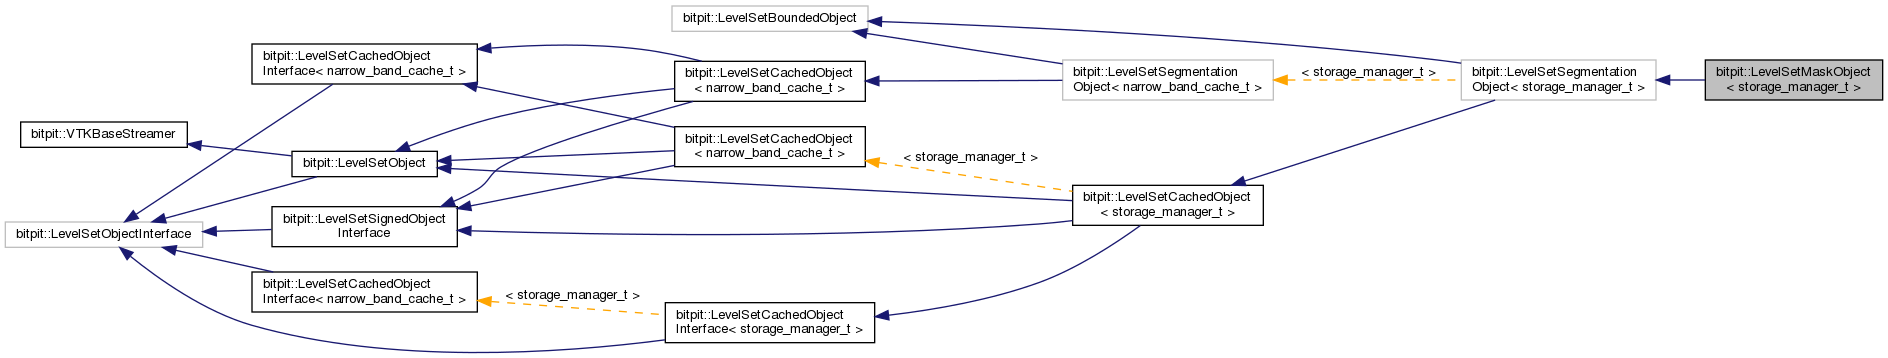 bitpit::LevelSetBoundedObject
bitpit::LevelSetCachedObject
Interface< narrow_band_cache_t >
bitpit::LevelSetCachedObject
< narrow_band_cache_t >
bitpit::LevelSetSegmentation
Object< narrow_band_cache_t >
< storage_manager_t >
bitpit::LevelSetSegmentation
Object< storage_manager_t >
bitpit::LevelSetMaskObject
< storage_manager_t >
bitpit::VTKBaseStreamer
bitpit::LevelSetObject
bitpit::LevelSetCachedObject
< narrow_band_cache_t >
< storage_manager_t >
bitpit::LevelSetCachedObject
< storage_manager_t >
bitpit::LevelSetObjectInterface
bitpit::LevelSetSignedObject
Interface
bitpit::LevelSetCachedObject
Interface< narrow_band_cache_t >
< storage_manager_t >
bitpit::LevelSetCachedObject
Interface< storage_manager_t >